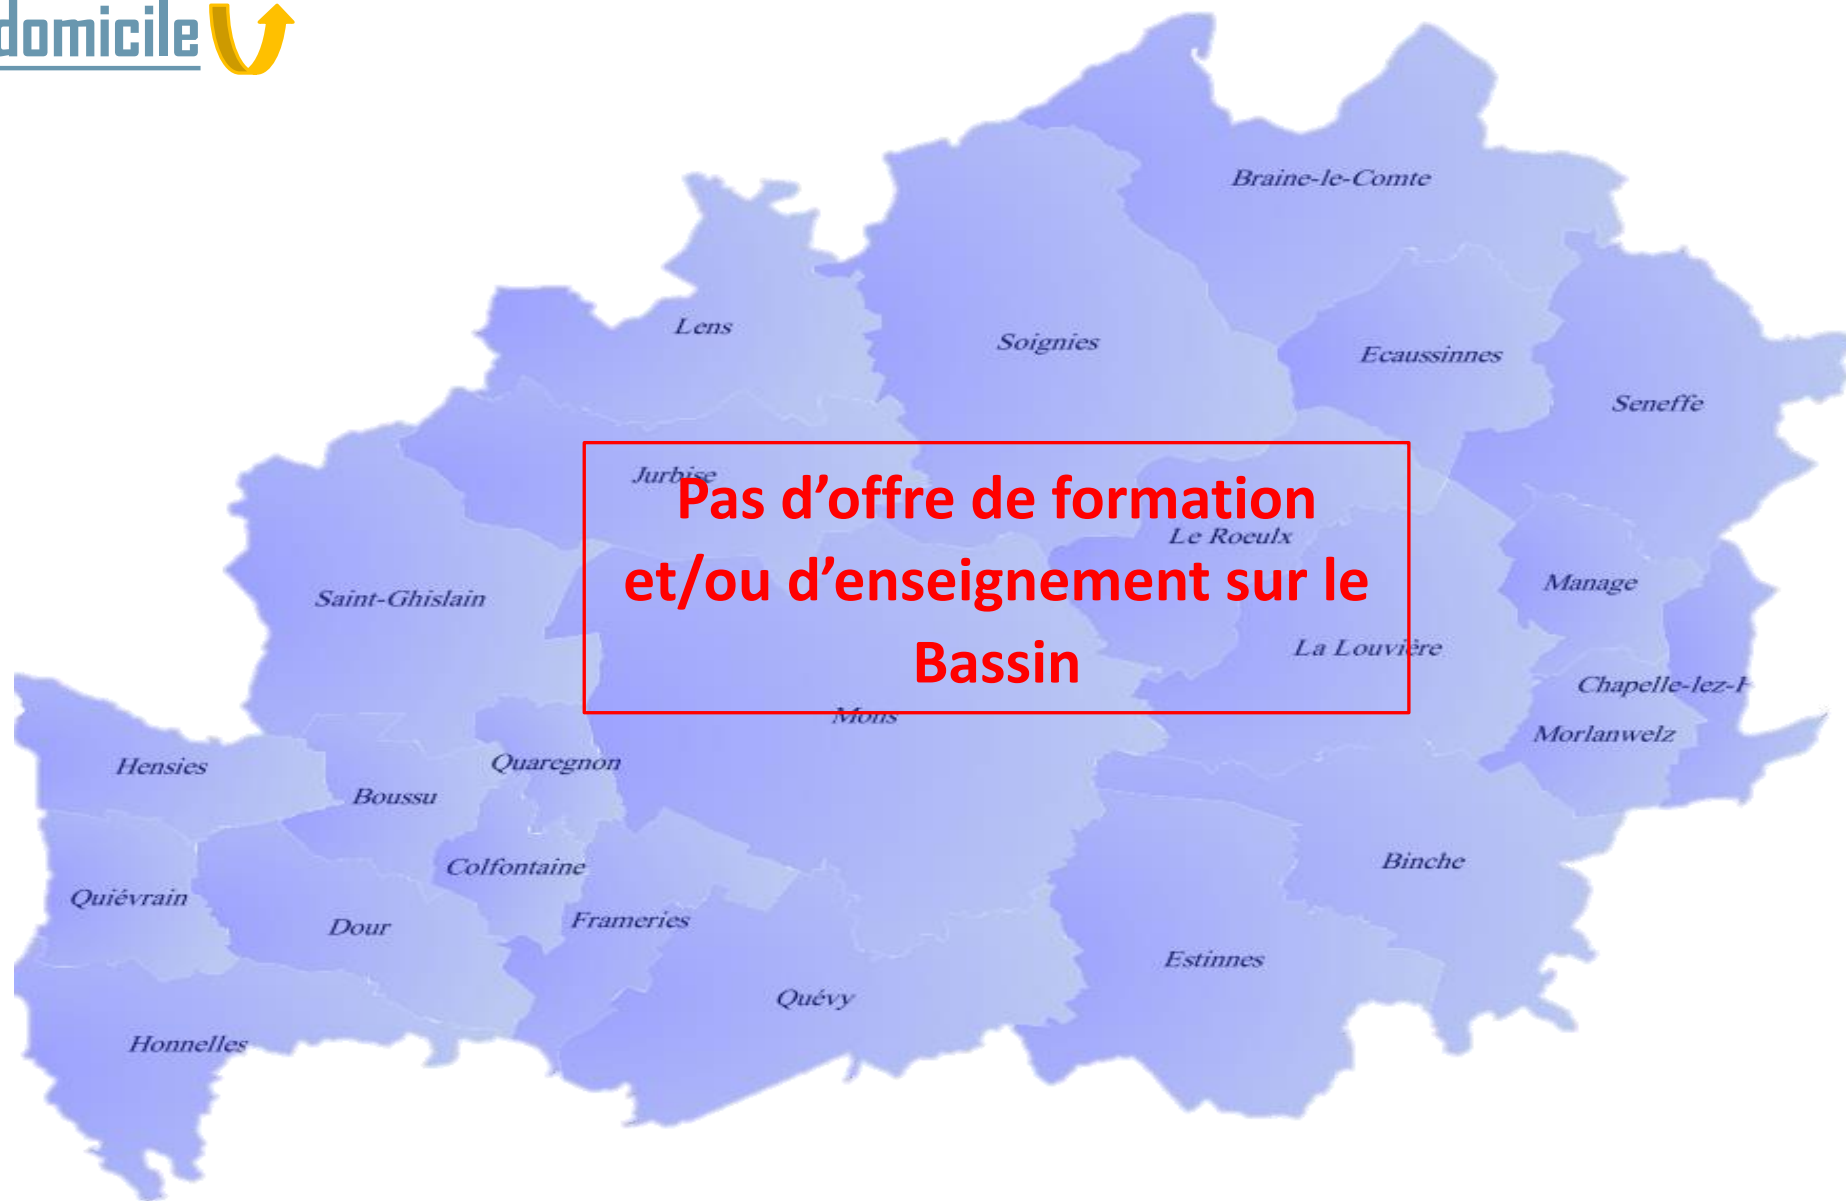 domicile
Braine-le-Comte
Lens
Soignies
Ecaussinnes
Seneffe
Jurbise
Pas d’offre de formation
et/ou d’enseignement sur le
Bassin
Le Roeulx
Manage
Saint-Ghislain
La Louvière
Chapelle-lez-H
Mons
Morlanwelz
Hensies
Quaregnon
Boussu
Binche
Colfontaine
Quiévrain
Frameries
Dour
Estinnes
Quévy
Honnelles